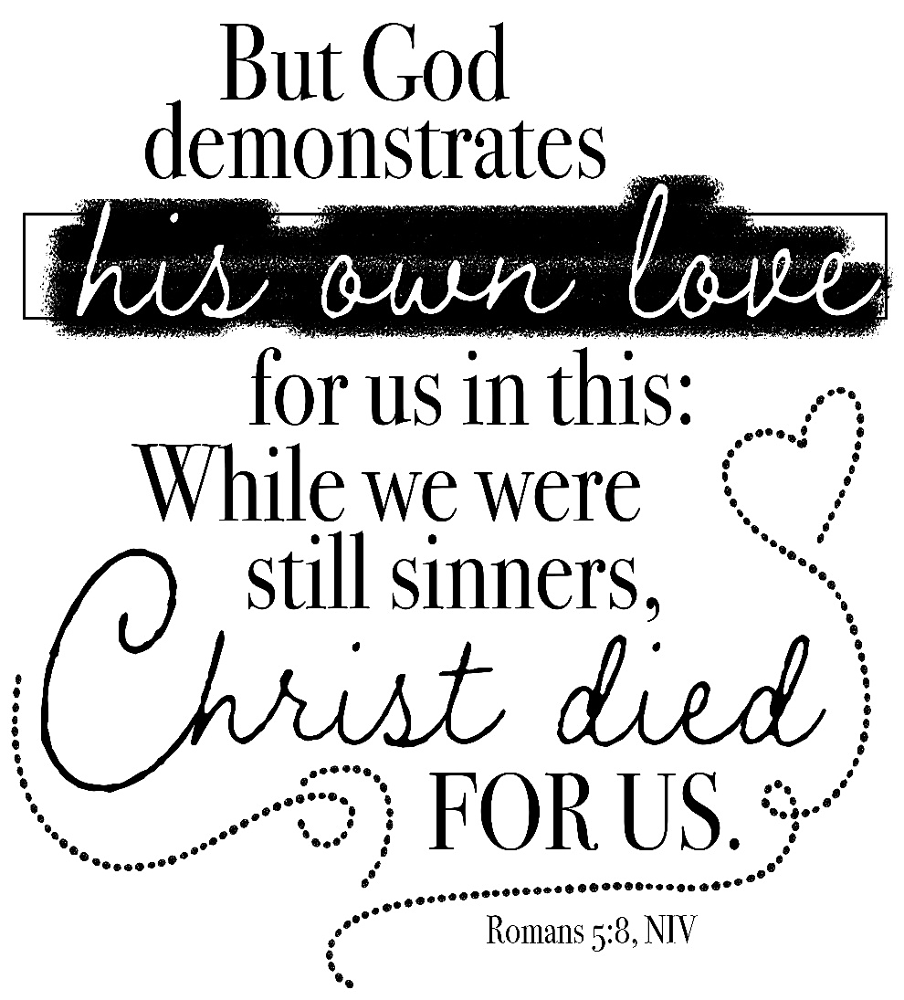 But God
demonstrates
his own love
for us in this:
While we were
still sinners,
Christ died
FOR US.
Romans 5:8, NIV